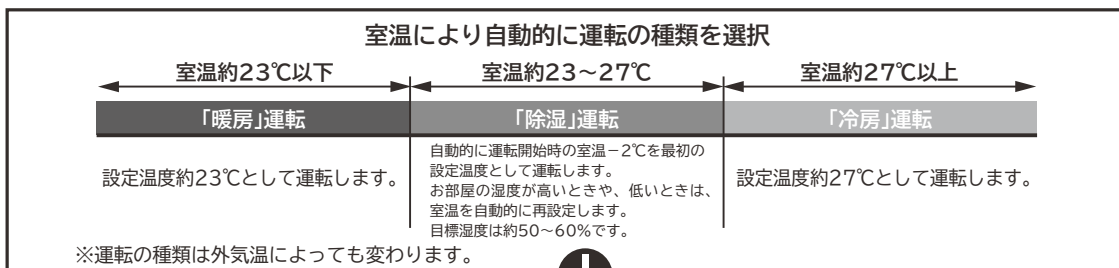 室温により自動的に運転の種類を選択
室温約23℃以下
室温約23～27℃
室温約27℃以上
「暖房」運転
「除湿」運転
「冷房」運転
設定温度約23℃として運転します。
自動的に運転開始時の室温－2℃を最初の
設定温度として運転します。
お部屋の湿度が高いときや、低いときは、
室温を自動的に再設定します。
目標湿度は約50～60%です。
設定温度約27℃として運転します。
※運転の種類は外気温によっても変わります。